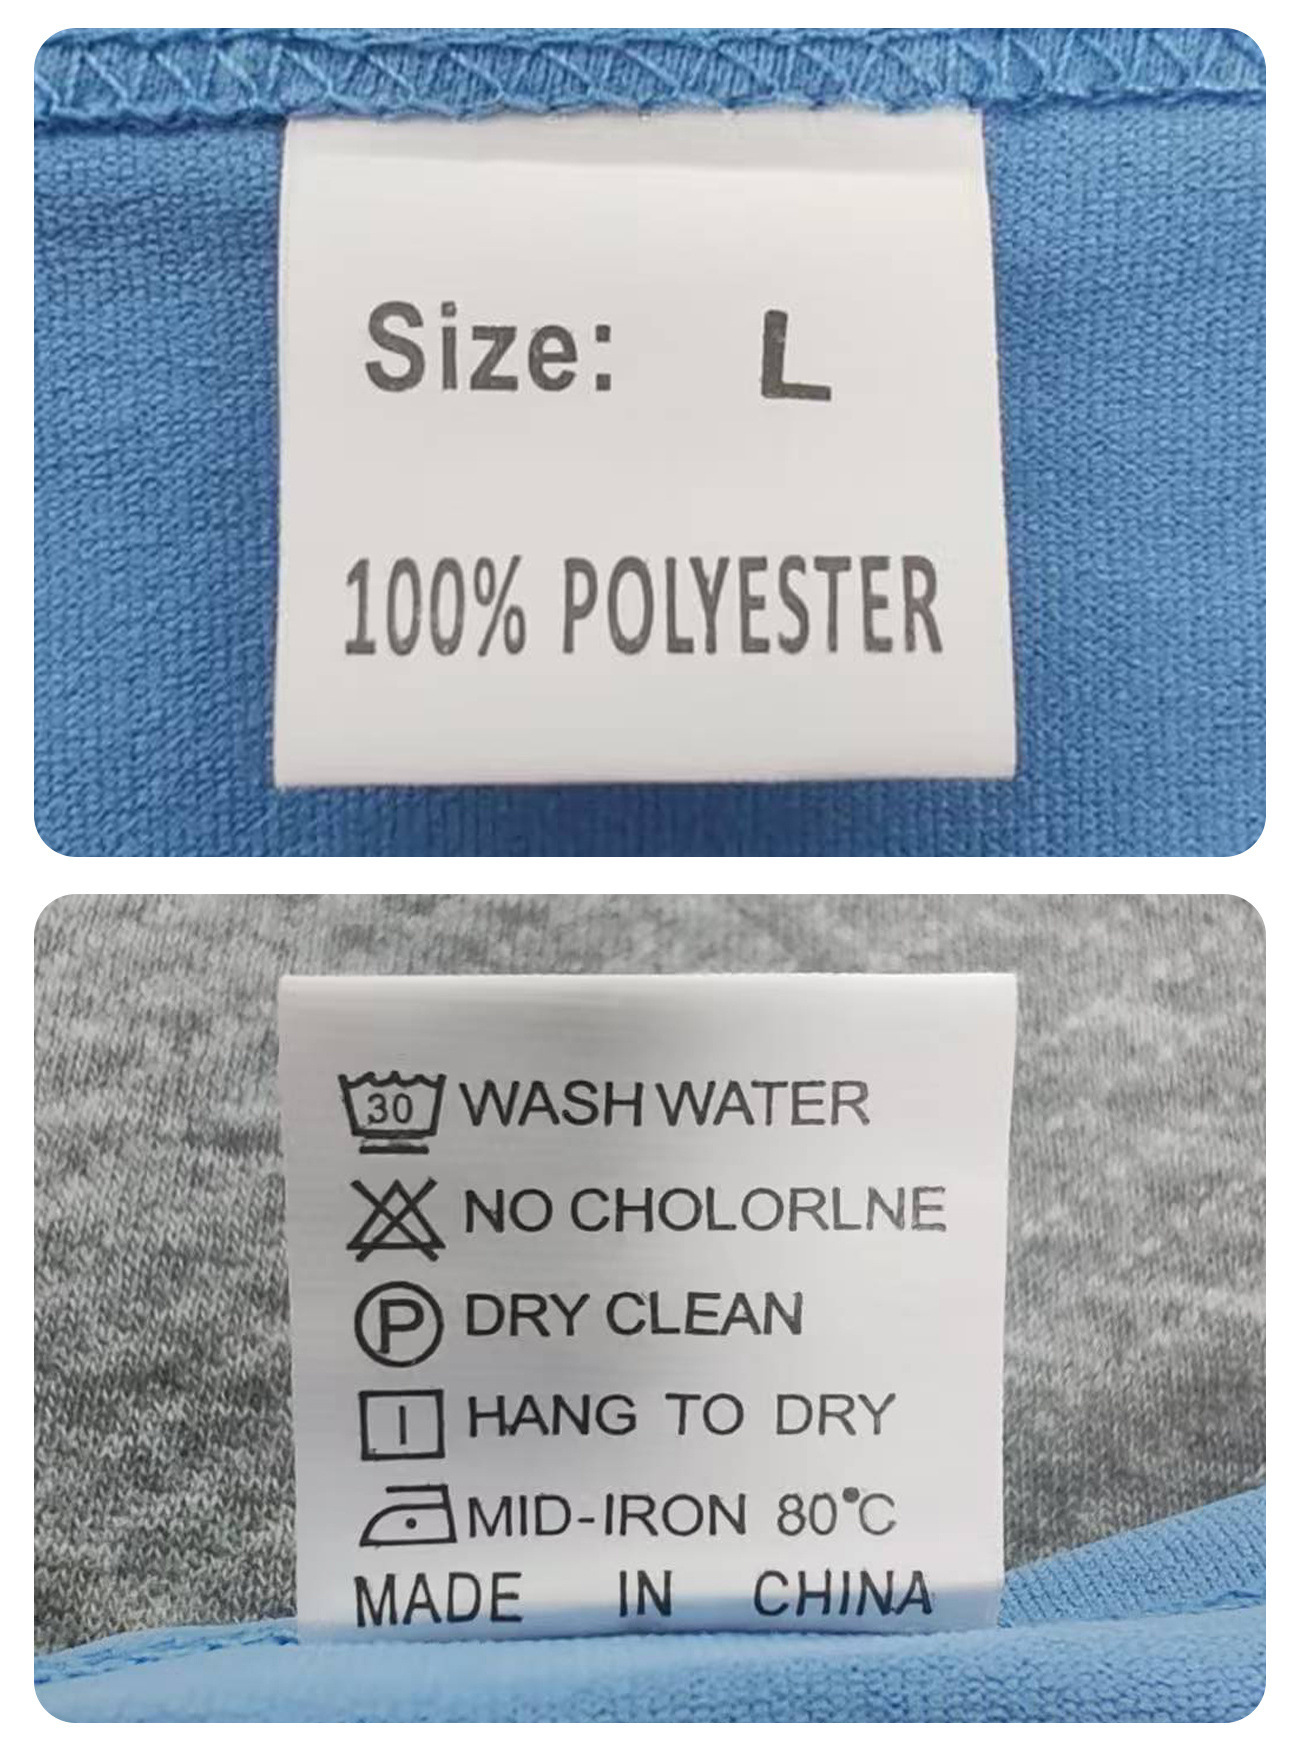 Size: L
100% POLYESTER
30 WASH WATER
NO CHOLORLNE
P DRY CLEAN
HANG TO DRY
MID-IRON 80°C
MADE IN CHINA